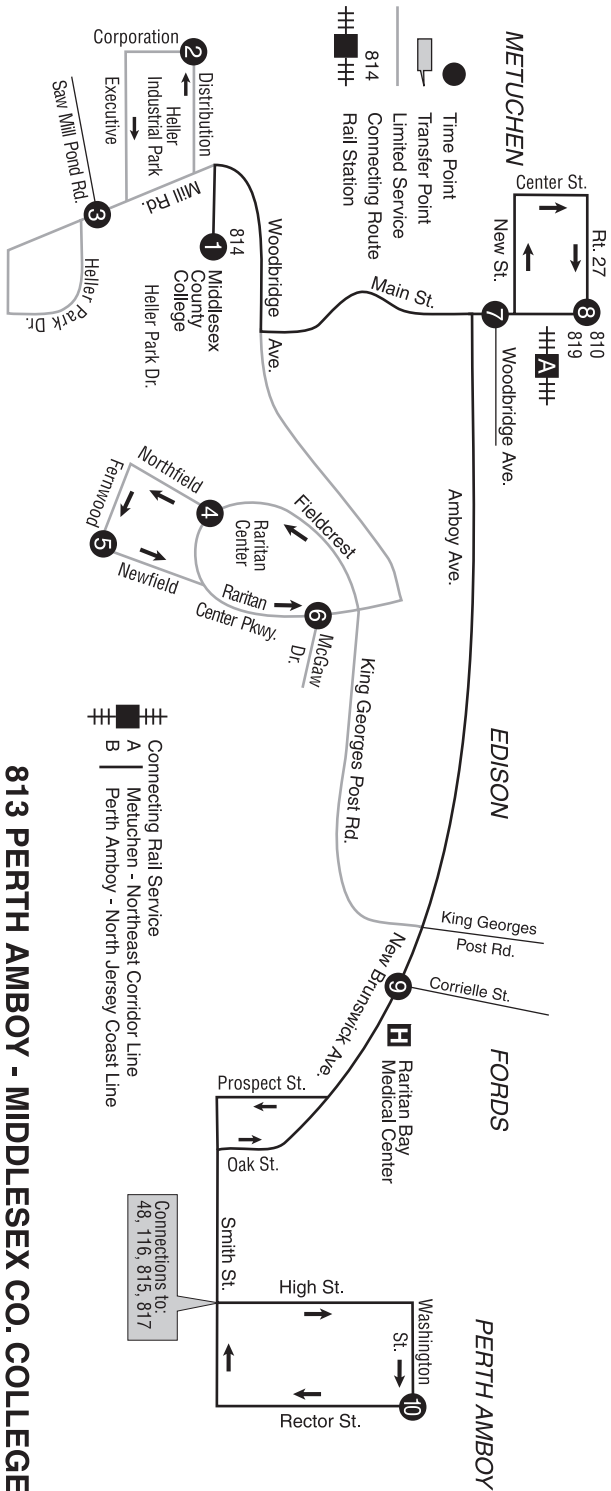 METUCHEN
EDISON
FORDS
PERTH AMBOY
Time Point
Transfer Point
Limited Service
814 Connecting Route
Rail Station
Center St.
Rt. 27
New St.
8
810
819
7
A
Woodbridge Ave.
Main St.
Amboy Ave.
Woodbridge
Ave.
Corporation
2
Distribution
Heller
Industrial Park
Executive
Saw Mill Pond Rd.
Mill Rd.
3
814
1
Middlesex
County
College
Heller Park Dr.
Heller Park Dr.
Northfield
4
Fernwood
5
Newfield
Raritan
Center
Fieldcrest
Raritan
Center Pkwy.
6
McGaw
Dr.
King Georges Post Rd.
King Georges
Post Rd.
Corrielle St.
9
New Brunswick Ave.
H
Raritan Bay
Medical Center
Prospect St.
Oak St.
Smith St.
High St.
Washington
St.
10
Rector St.
Connections to:
48, 116, 815, 817
Connecting Rail Service
A Metuchen - Northeast Corridor Line
B Perth Amboy - North Jersey Coast Line
813 PERTH AMBOY - MIDDLESEX CO. COLLEGE